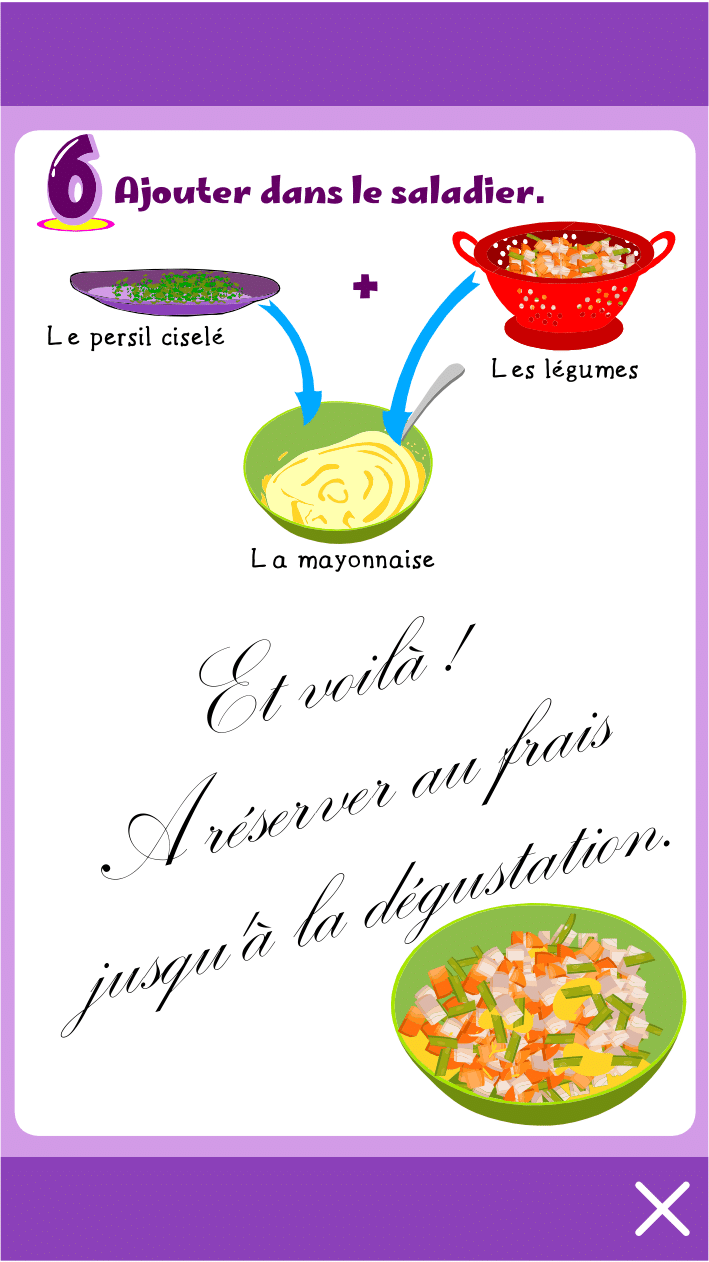 6 Ajouter dans le saladier.
+
Le persil ciselé
Les légumes
La mayonnaise
Et voilà !
A réserver au frais
jusqu'à la dégustation.